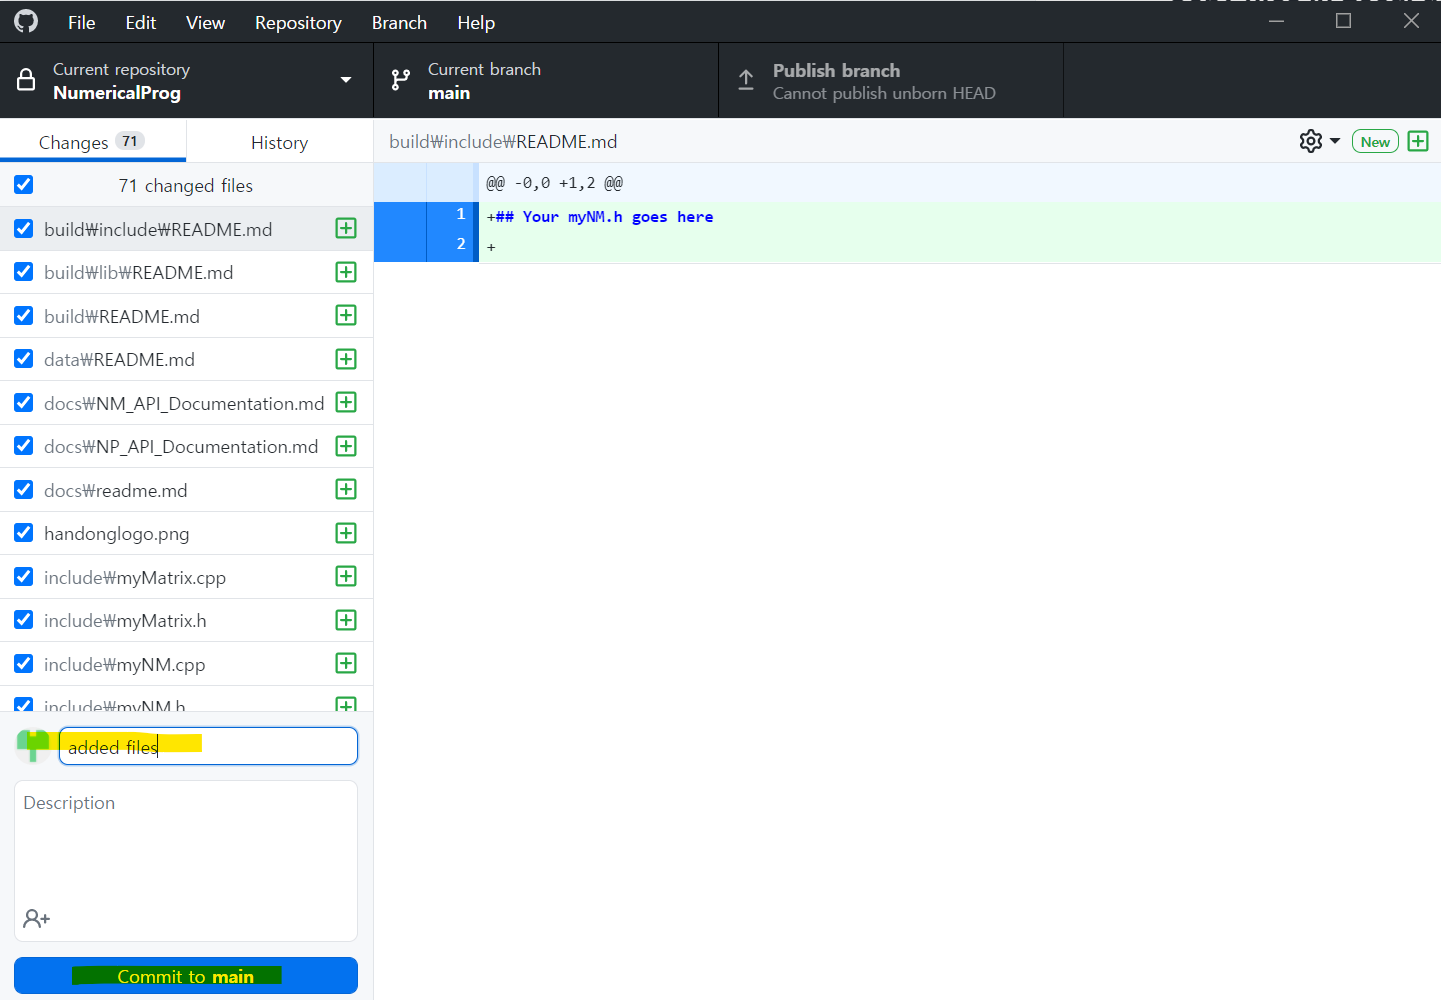 File Edit View Repository Branch Help
Current repository
NumericalProg
Current branch
main
Publish branch
Cannot publish unborn HEAD
Changes 71
History
71 changed files
build₩include₩README.md
build₩lib₩README.md
build₩README.md
data₩README.md
docs₩NM_API_Documentation.md
docs₩NP_API_Documentation.md
docs₩readme.md
handonglogo.png
include₩myMatrix.cpp
include₩myMatrix.h
include₩myNM.cpp
include₩myNM.h
added files
Description
Commit to main
build₩include₩README.md
New
@@ -0,0 +1,2 @@
1 +## Your myNM.h goes here
2 +